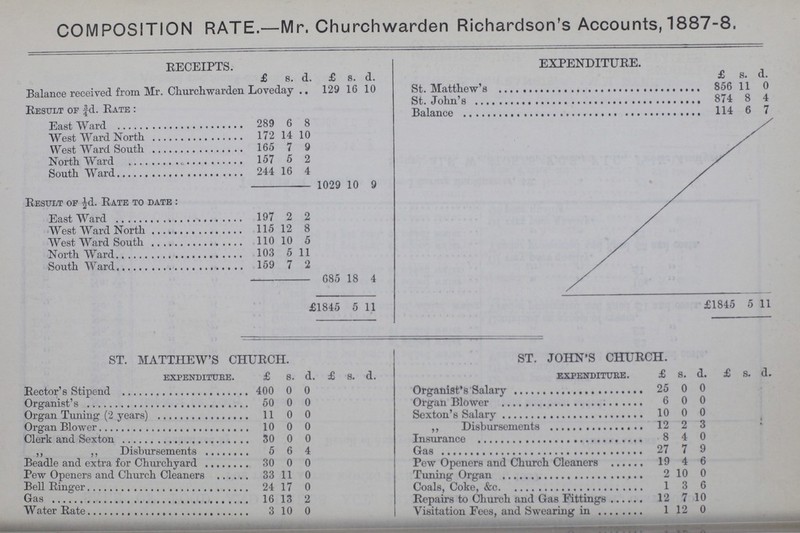 COMPOSITION RATE.—Mr. Churchwarden Richardson's Accounts, 1887-8.
RECEIPTS.
£ s. d. £ s. d.
Balance received from Mr. Churchwarden Loveday .. 129 16 10
RESULT OF ¾d. RATE :
East Ward ...................... 289 6 8
West Ward North ................ 172 14 10
West Ward South ................ 165 7 9
North Ward .................... 157 5 2
South Ward...................... 244 16 4
1029 10 9
RESULT OF ½d. RATE TO DATE :
East Ward ...................... 197 2 2
West Ward North ................ 115 12 8
West Ward South ................ 110 10 5
North Ward...................... 103 5 11
South Ward...................... 159 7 2
685 18 4
£1845 5 11
EXPENDITURE.
£ s. d.
St. Matthew's .................................. 856 11 0
St. John's ...................................... 874 8 4
Balance ........................................ 114 6 7
£1845 5 11
ST. MATTHEW'S CHURCH.
EXPENDITURE. £ s. d. £ s. d.
Rector's Stipend ...................... 400 0 0
Organist's ............................ 50 0 0
Organ Tuning (2 years) ................ 11 0 0
Organ Blower.......................... 10 0 0
Clerk and Sexton ...................... 30 0 0
,, ,, Disbursements ........ 5 6 4
Beadle and extra for Churchyard ........ 30 0 0
Pew Openers and Church Cleaners ...... 33 11 0
Bell Ringer............................ 24 17 0
Gas .................................. 16 13 2
Water Rate............................ 3 10 0
ST. JOHN'S CHURCH.
EXPENDITURE. £ s. d. £ s. d.
Organist's Salary ...................... 25 0 0
Organ Blower ........................ 6 0 0
Sexton's Salary ........................ 10 0 0
,, Disbursements ................ 12 2 3
Insurance ............................ 8 4 0
Gas .................................. 27 7 9
Pew Openers and Church Cleaners ...... 19 4 6
Tuning Organ ........................ 2 10 0
Coals, Coke, &c. ...................... 1 3 6
Repairs to Church and Gas Fittings ...... 12 7 10
Visitation Fees, and Swearing in ........ 1 12 0